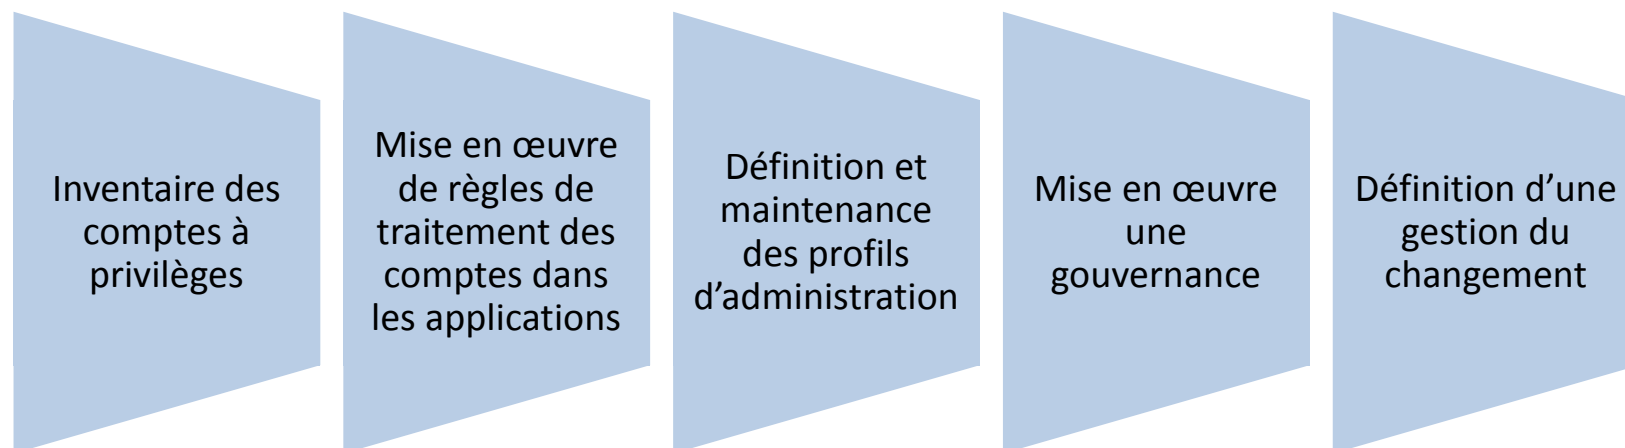 Inventaire des
comptes à
privilèges
Mise en œuvre
de règles de
traitement des
comptes dans
les applications
Définition et
maintenance
des profils
d’administration
Mise en œuvre
une
gouvernance
Définition d’une
gestion du
changement